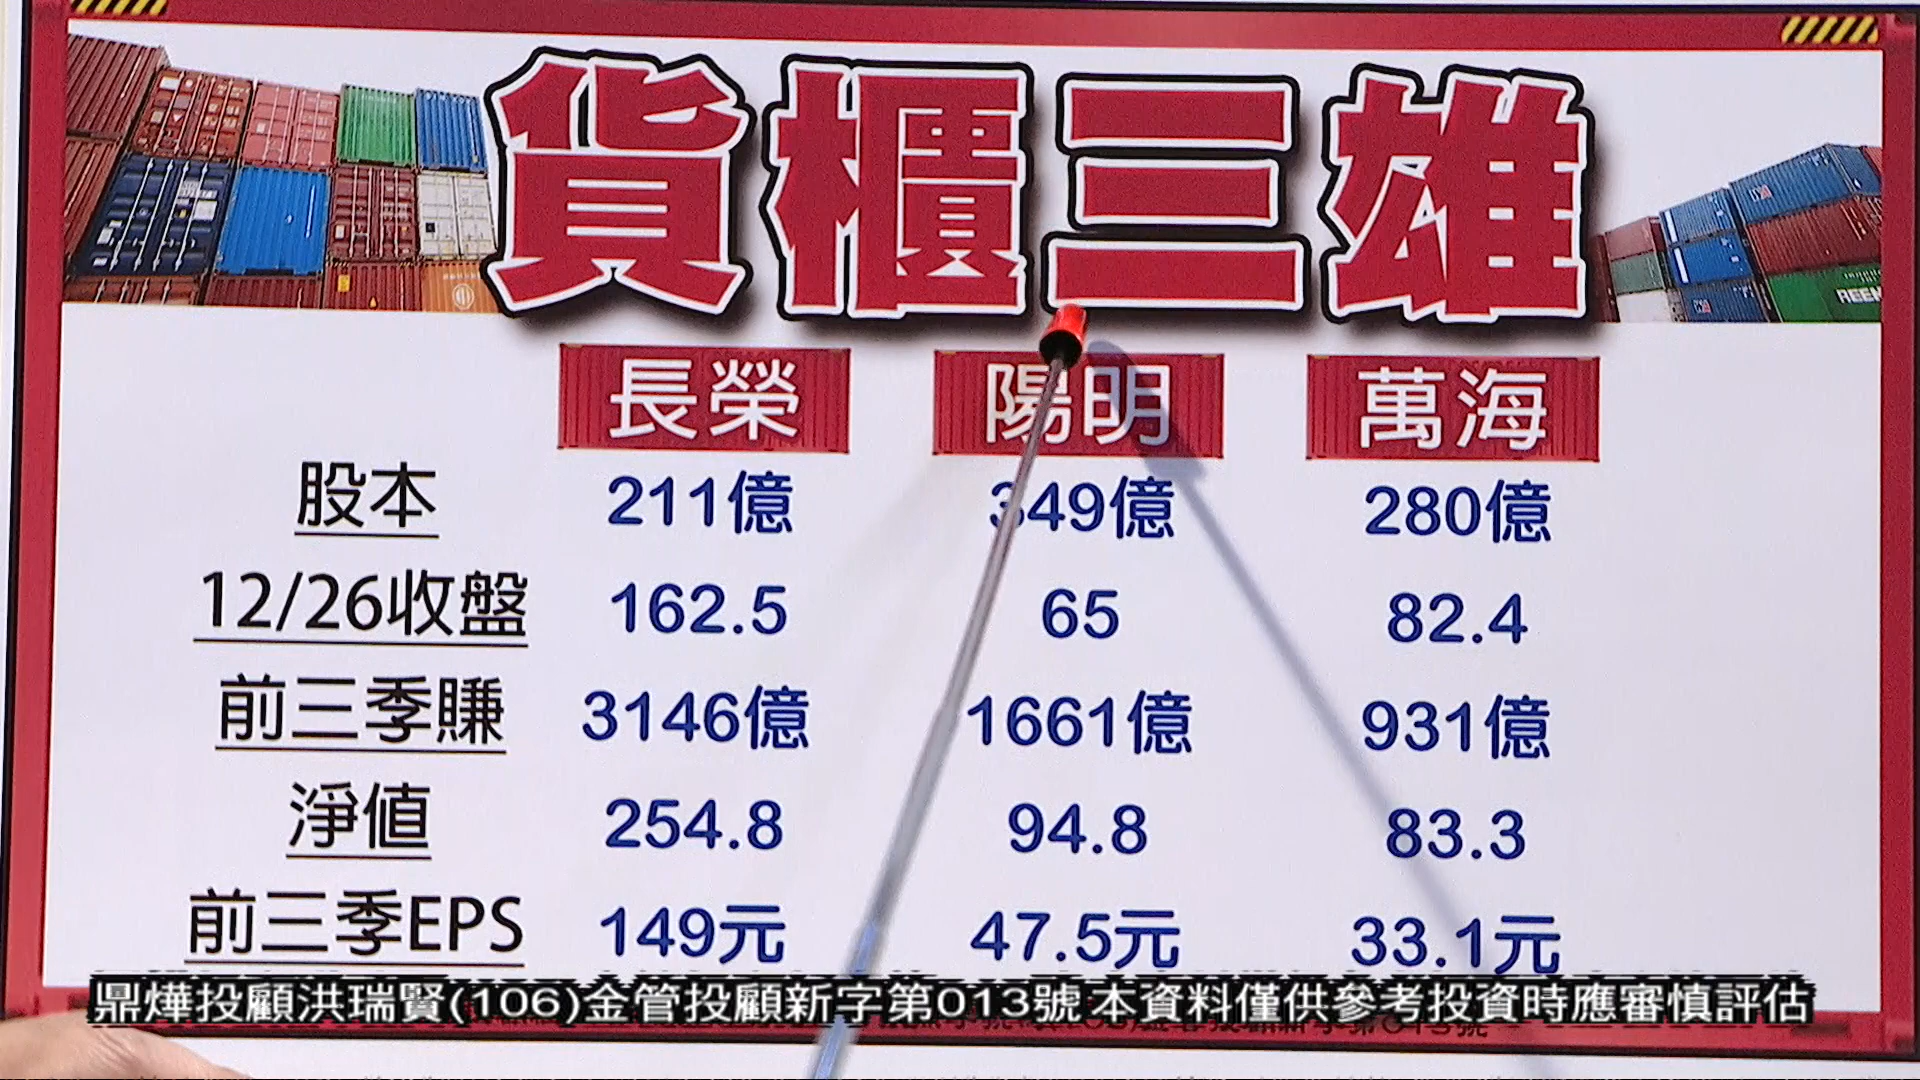 貨櫃三雄
長榮 陽明 萬海
股本 211億 349億 280億
12/26收盤 162.5 65 82.4
前三季賺 3146億 1661億 931億
淨值 254.8 94.8 83.3
前三季EPS 149元 47.5元 33.1元
鼎燁投顧洪瑞賢(106)金管投顧新字第013號 本資料僅供參考投資時應審慎評估